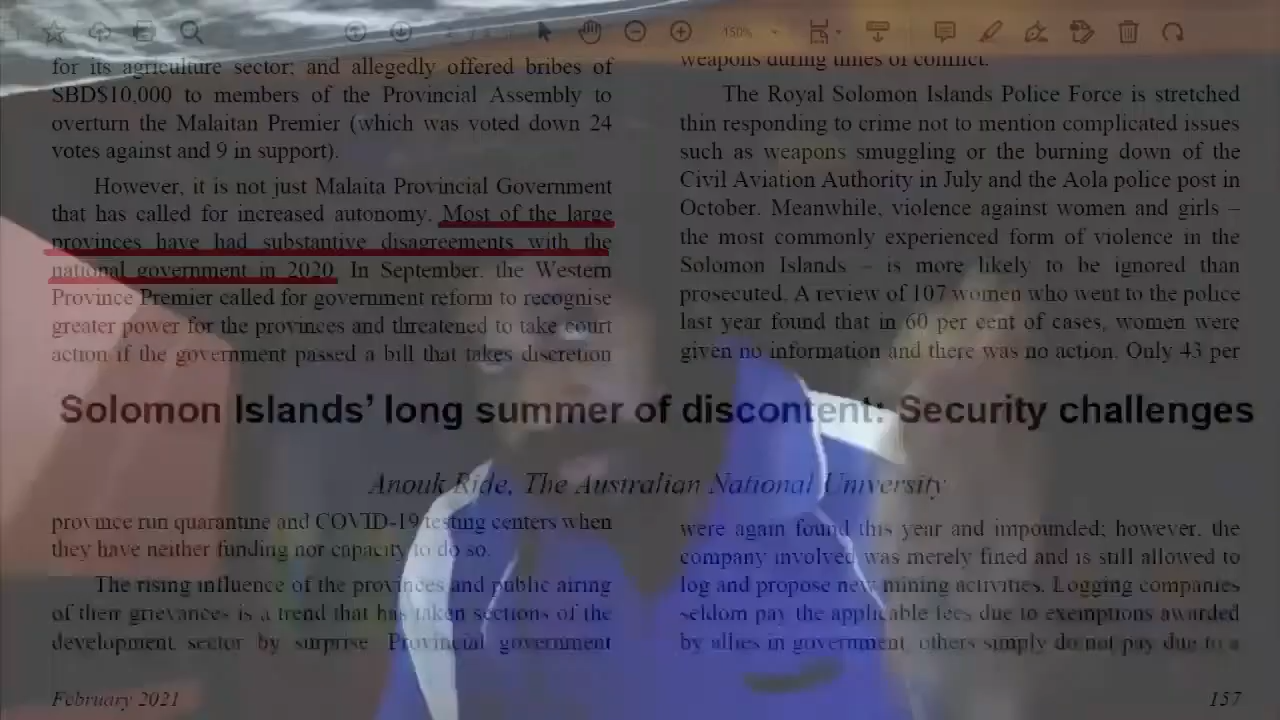 150%
for its agriculture sector; and allegedly offered bribes of
SBD$10,000 to members of the Provincial Assembly to
overturn the Malaitan Premier (which was voted down 24
votes against and 9 in support).
However, it is not just Malaita Provincial Government
that has called for increased autonomy. Most of the large
provinces have had substantive disagreements with the
national government in 2020. In September, the Western
Province Premier called for government reform to recognise
greater power for the provinces and threatened to take court
action if the government passed a bill that takes discretion
weapons during times of conflict.
The Royal Solomon Islands Police Force is stretched
thin responding to crime not to mention complicated issues
such as weapons smuggling or the burning down of the
Civil Aviation Authority in July and the Aola police post in
October. Meanwhile, violence against women and girls –
the most commonly experienced form of violence in the
Solomon Islands – is more likely to be ignored than
prosecuted. A review of 107 women who went to the police
last year found that in 60 per cent of cases, women were
given no information and there was no action. Only 43 per
Solomon Islands’ long summer of discontent: Security challenges
Anouk Ride, The Australian National University
province run quarantine and COVID-19 testing centers when
they have neither funding nor capacity to do so.
The rising influence of the provinces and public airing
of their grievances is a trend that has taken sections of the
development sector by surprise. Provincial government
were again found this year and impounded; however, the
company involved was merely fined and is still allowed to
log and propose new mining activities. Logging companies
seldom pay the applicable fees due to exemptions awarded
by allies in government, others simply do not pay due to a
February 2021
157